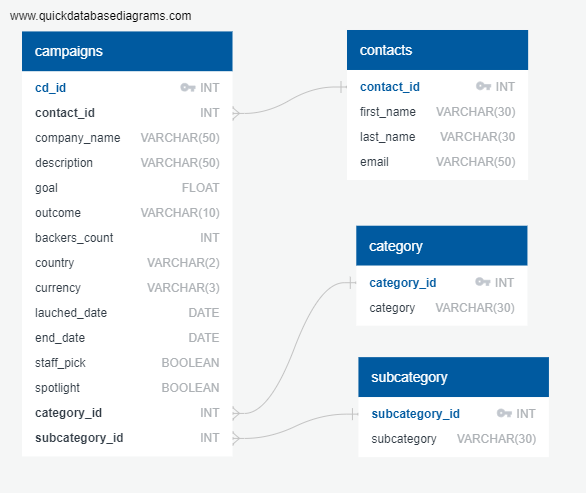 www.quickdatabasediagrams.com
campaigns
cd_id INT
contact_id INT
company_name VARCHAR(50)
description VARCHAR(50)
goal FLOAT
outcome VARCHAR(10)
backers_count INT
country VARCHAR(2)
currency VARCHAR(3)
lauched_date DATE
end_date DATE
staff_pick BOOLEAN
spotlight BOOLEAN
category_id INT
subcategory_id INT
contacts
contact_id INT
first_name VARCHAR(30)
last_name VARCHAR(30
email VARCHAR(50)
category
category_id INT
category VARCHAR(30)
subcategory
subcategory_id INT
subcategory VARCHAR(30)